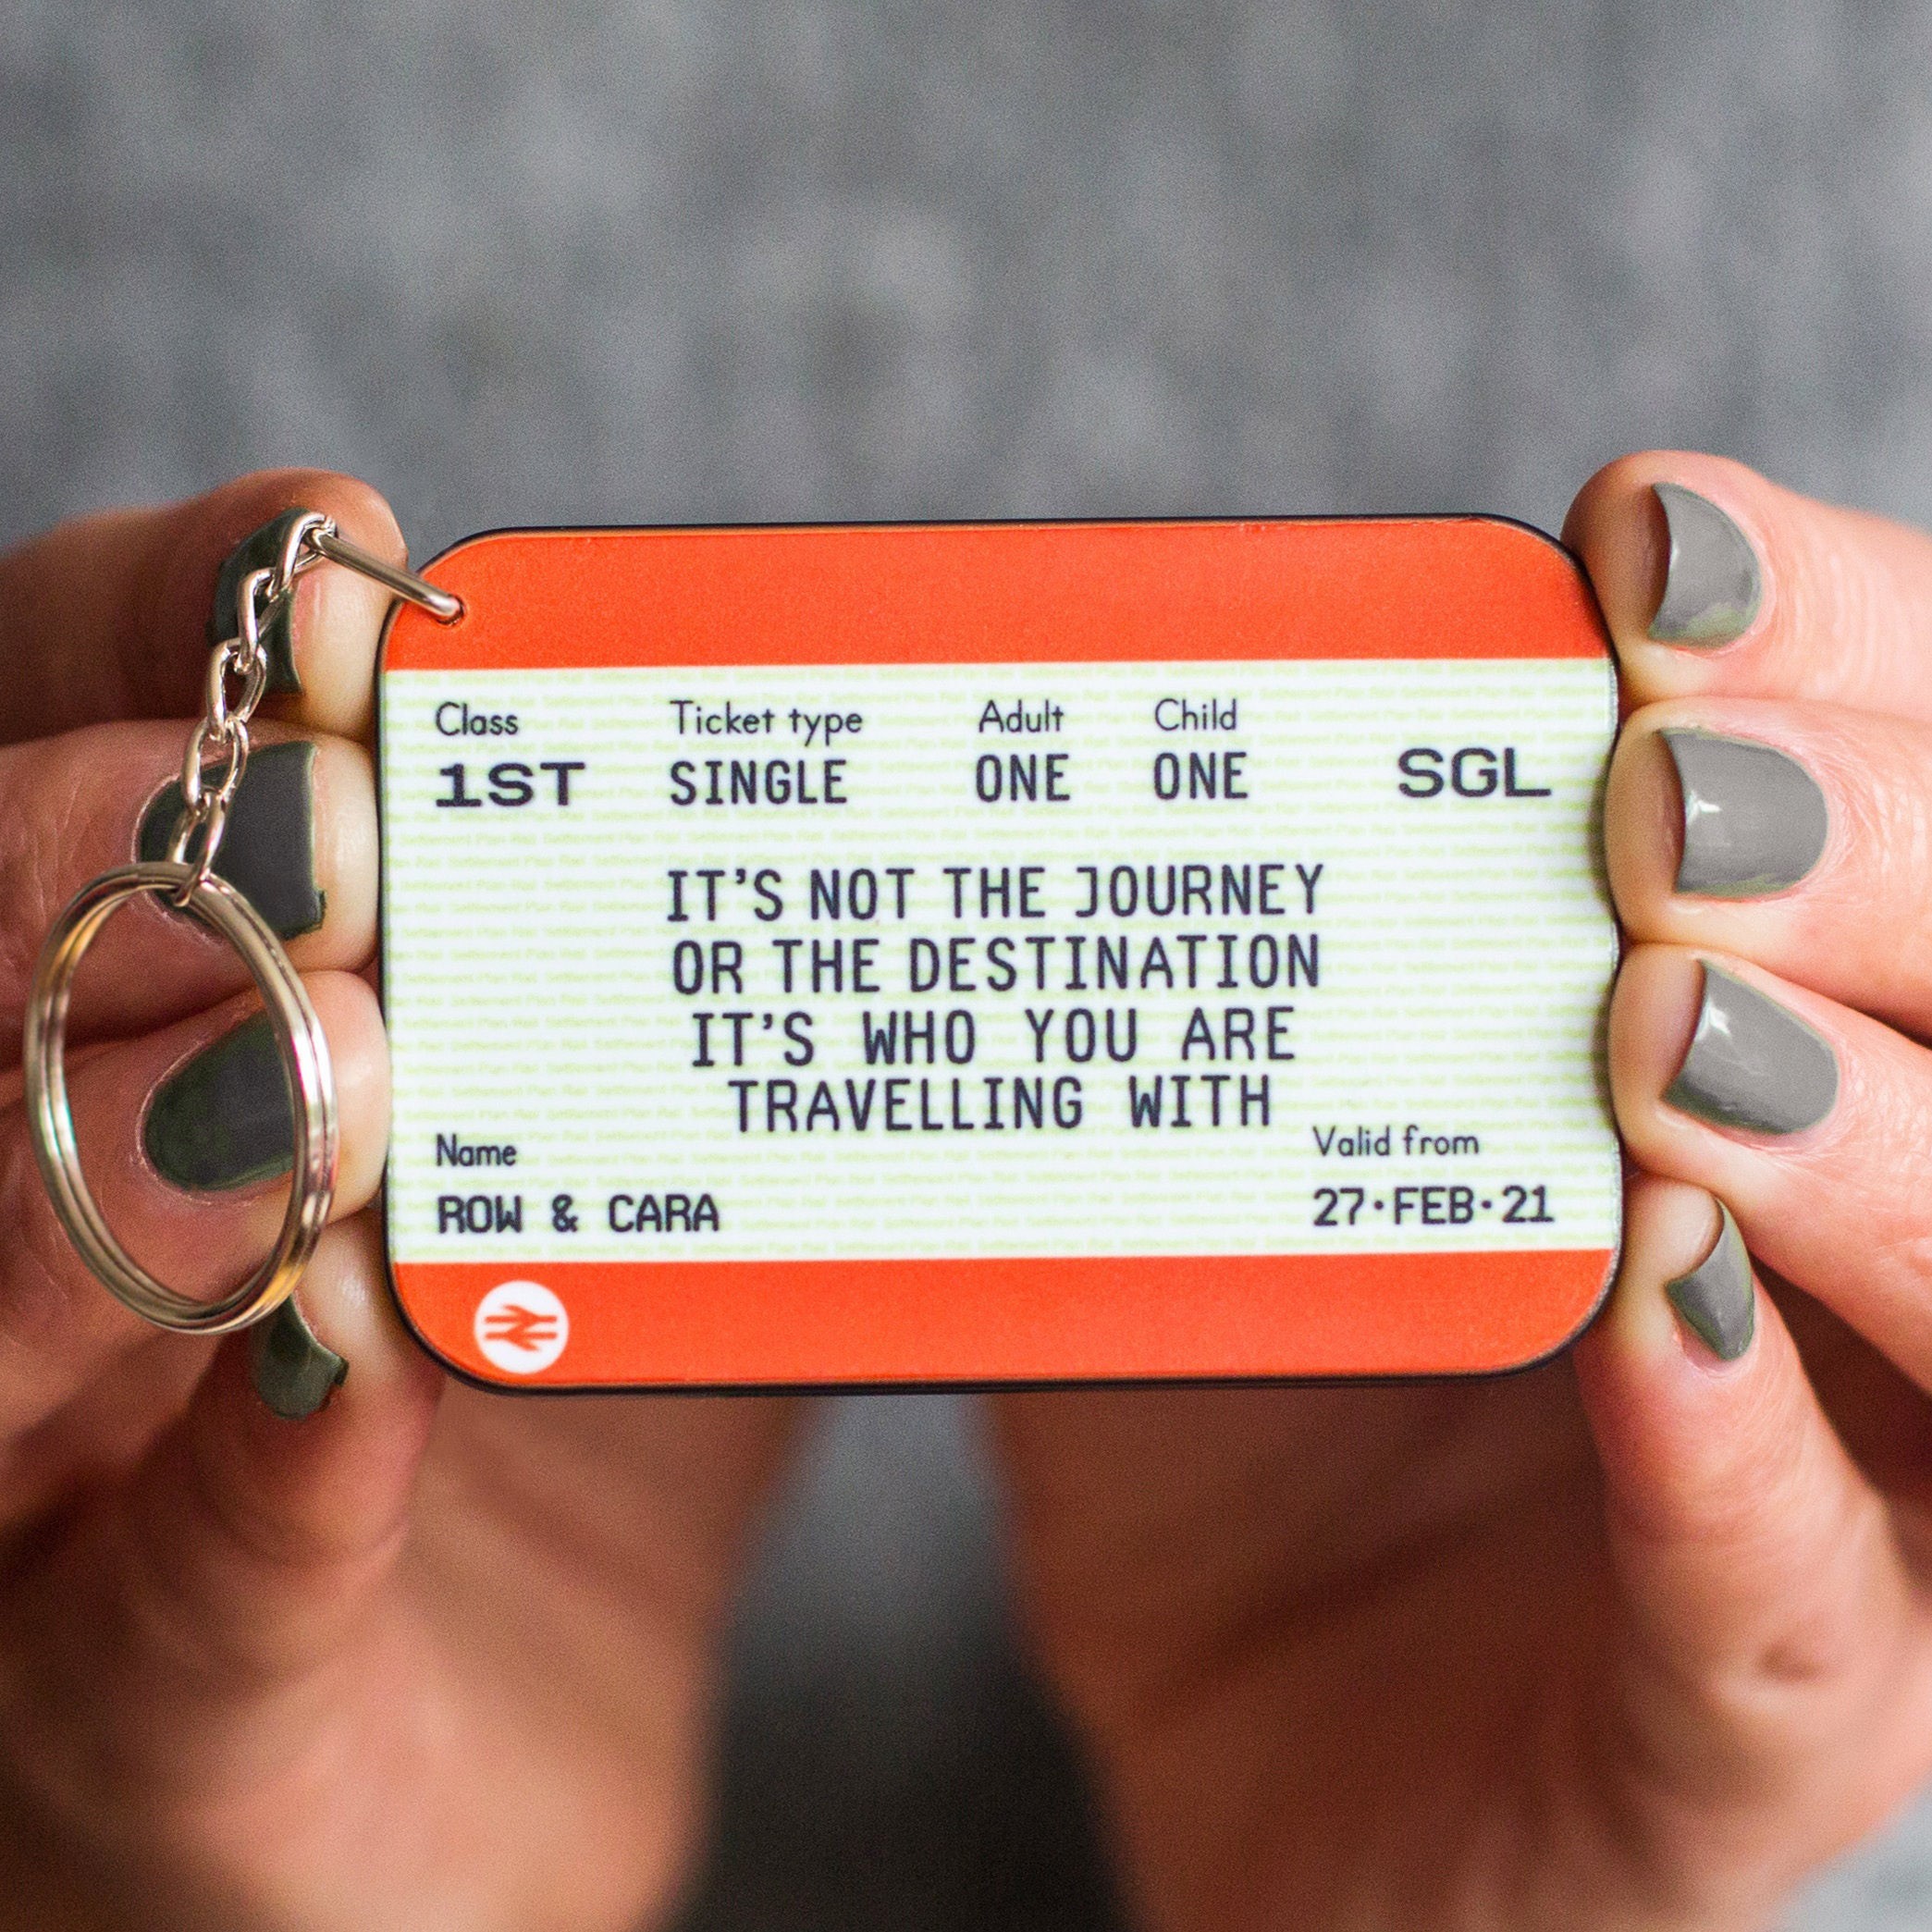 Class Ticket type Adult Child
1ST SINGLE ONE ONE SGL
IT'S NOT THE JOURNEY
OR THE DESTINATION
IT'S WHO YOU ARE
TRAVELLING WITH
Name Valid from
ROW & CARA 27·FEB·21